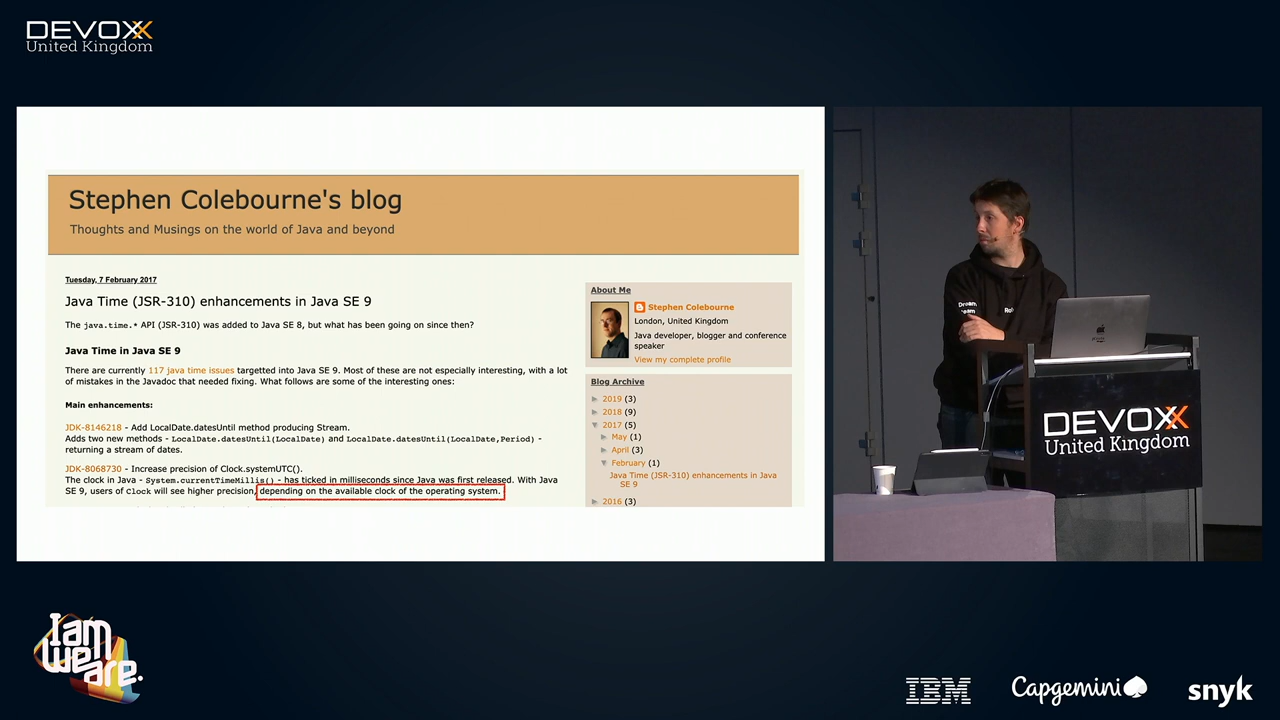 DEVOXX
United Kingdom
Stephen Colebourne's blog
Thoughts and Musings on the world of Java and beyond
Tuesday, 7 February 2017
Java Time (JSR-310) enhancements in Java SE 9
The java.time.* API (JSR-310) was added to Java SE 8, but what has been going on since then?
Java Time in Java SE 9
There are currently 117 java time issues targetted into Java SE 9. Most of these are not especially interesting, with a lot
of mistakes in the Javadoc that needed fixing. What follows are some of the interesting ones:
Main enhancements:
JDK-8146218 - Add LocalDate.datesUntil method producing Stream.
Adds two new methods - LocalDate.datesUntil(LocalDate) and LocalDate.datesUntil(LocalDate,Period) -
returning a stream of dates.
JDK-8068730 - Increase precision of Clock.systemUTC().
The clock in Java - System.currentTimeMillis() - has ticked in milliseconds since Java was first released. With Java
SE 9, users of Clock will see higher precision, depending on the available clock of the operating system.
About Me
Stephen Colebourne
London, United Kingdom
Java developer, blogger and conference
speaker
View my complete profile
Blog Archive
► 2019 (3)
► 2018 (9)
▼ 2017 (5)
► May (1)
► April (3)
▼ February (1)
Java Time (JSR-310) enhancements in Java
SE 9
► 2016 (3)
Dream
DEVOXX
United Kingdom
I am
We are.
IBM
Capgemini
snyk